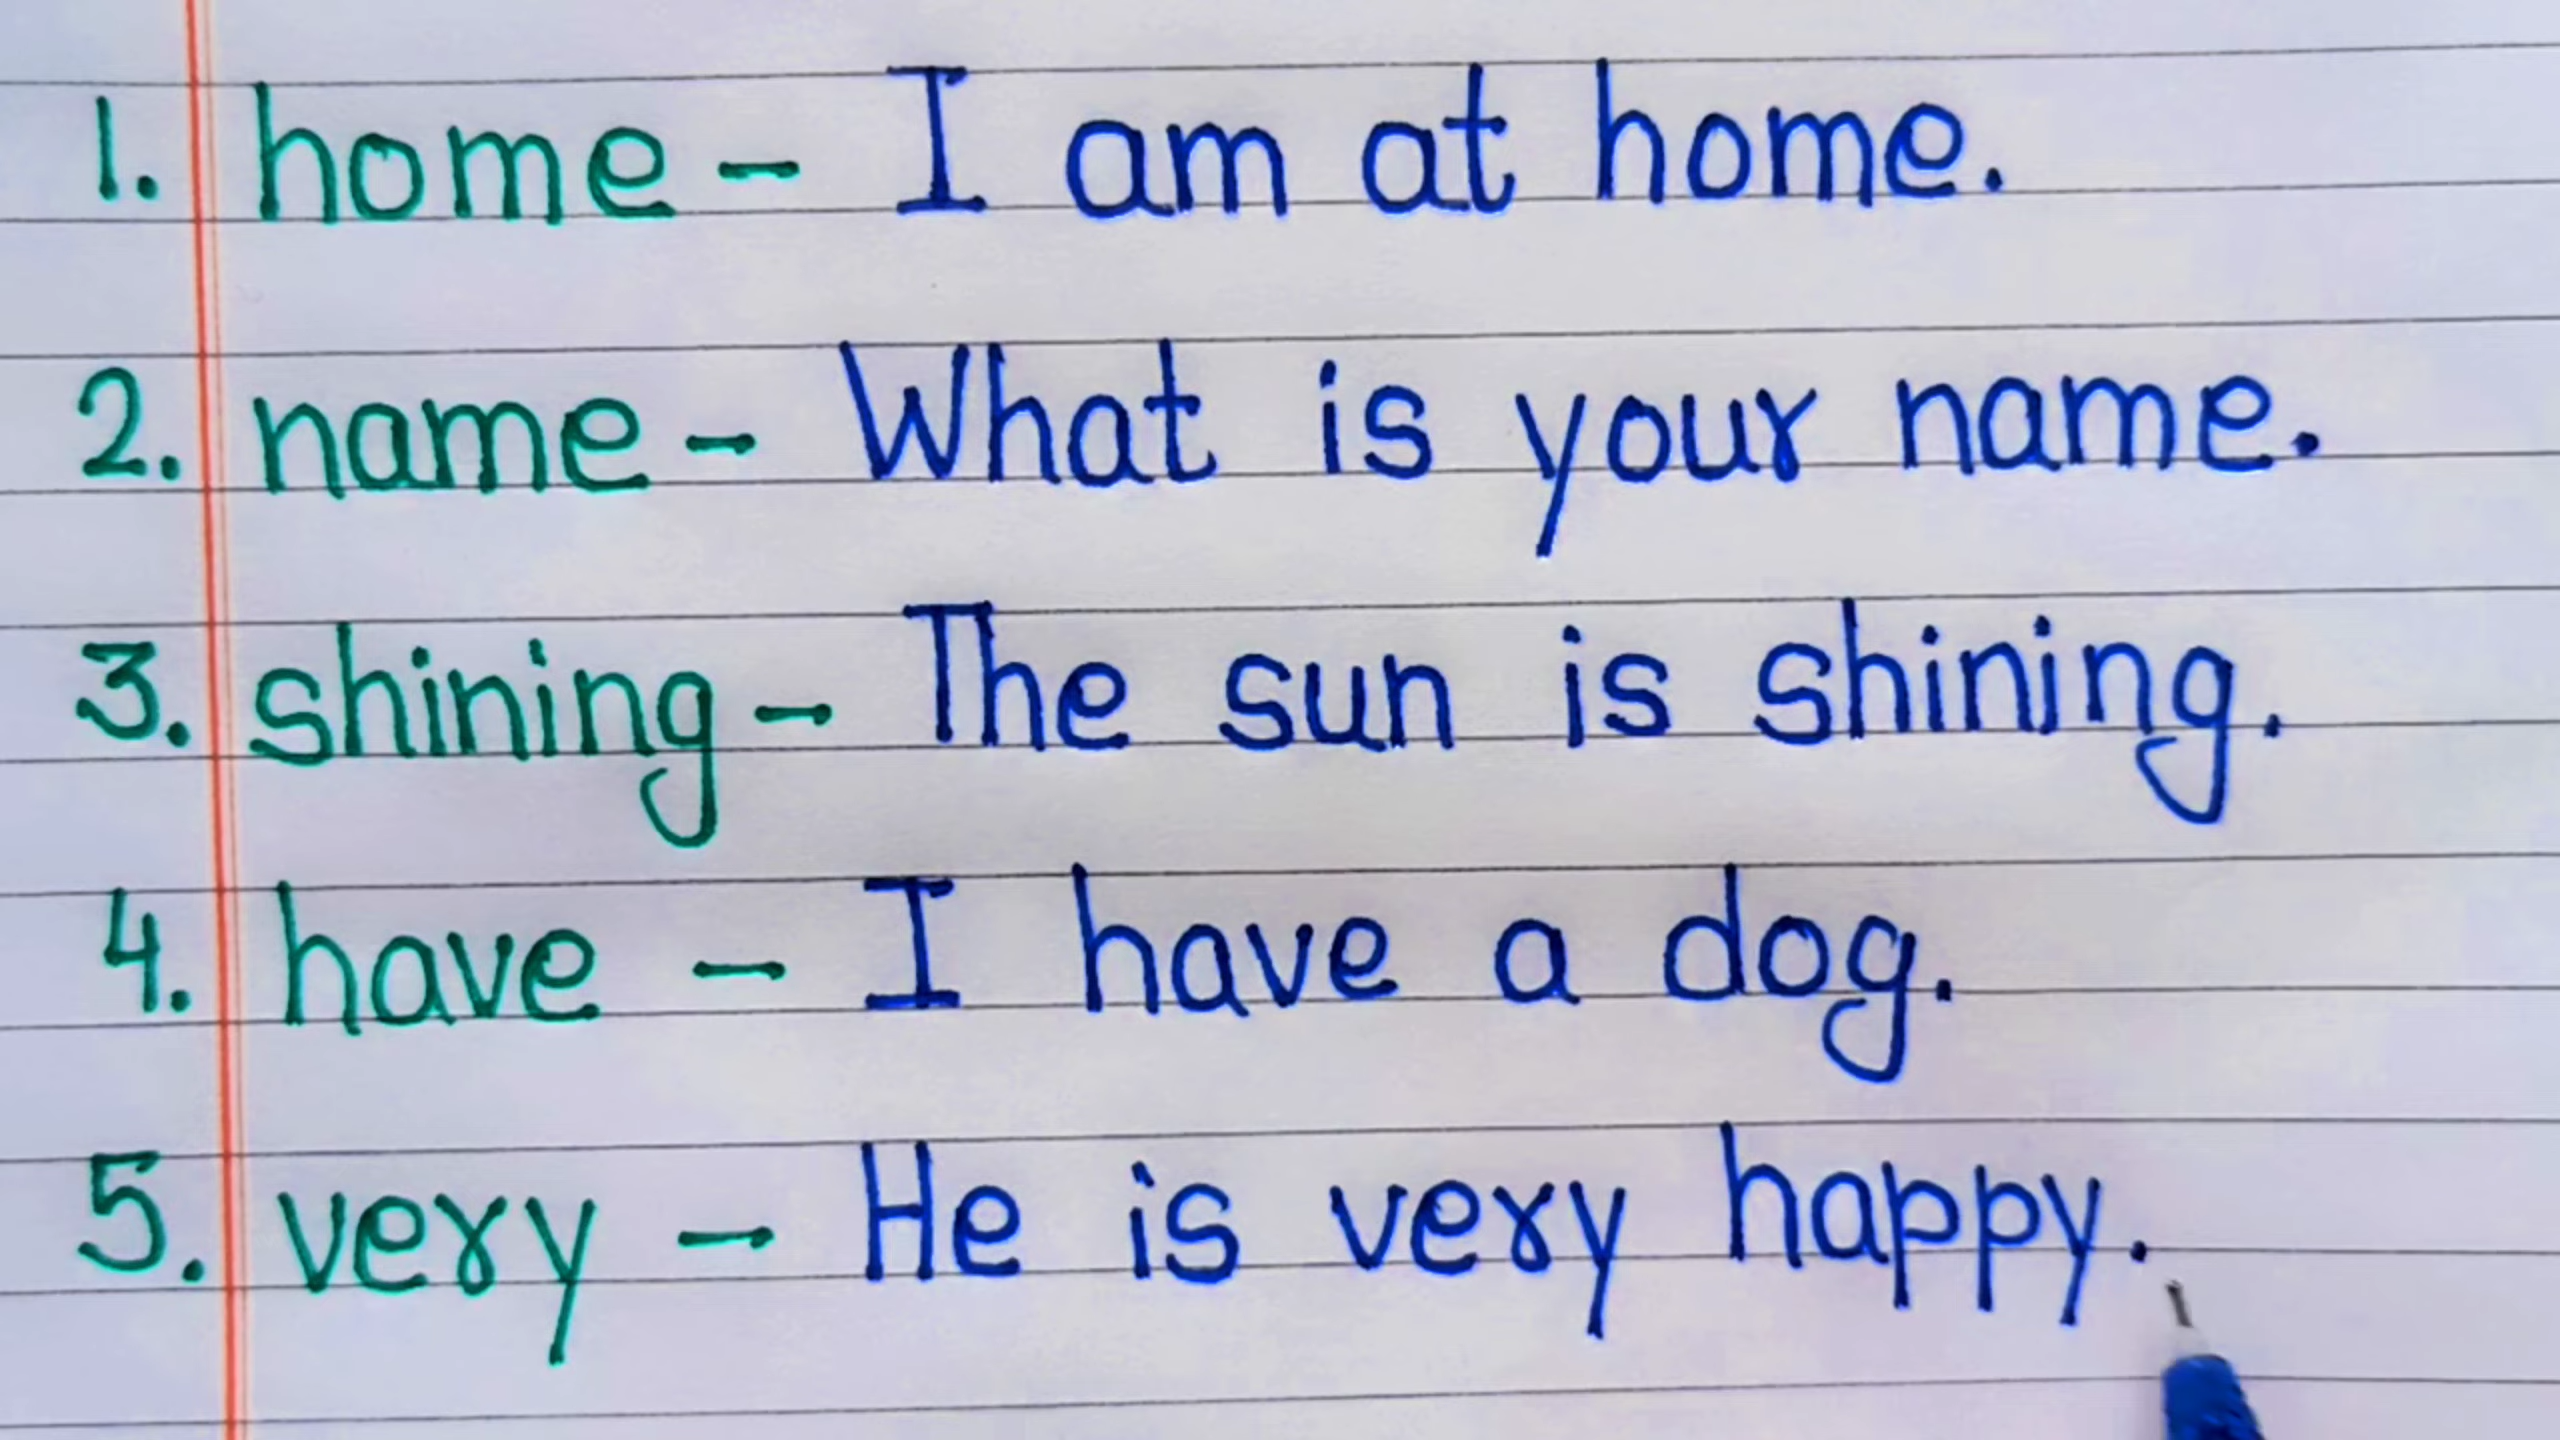 1. home - I am at home.
2. name - What is your name.
3. shining - The sun is shining.
4. have - I have a dog.
5. very - He is very happy.